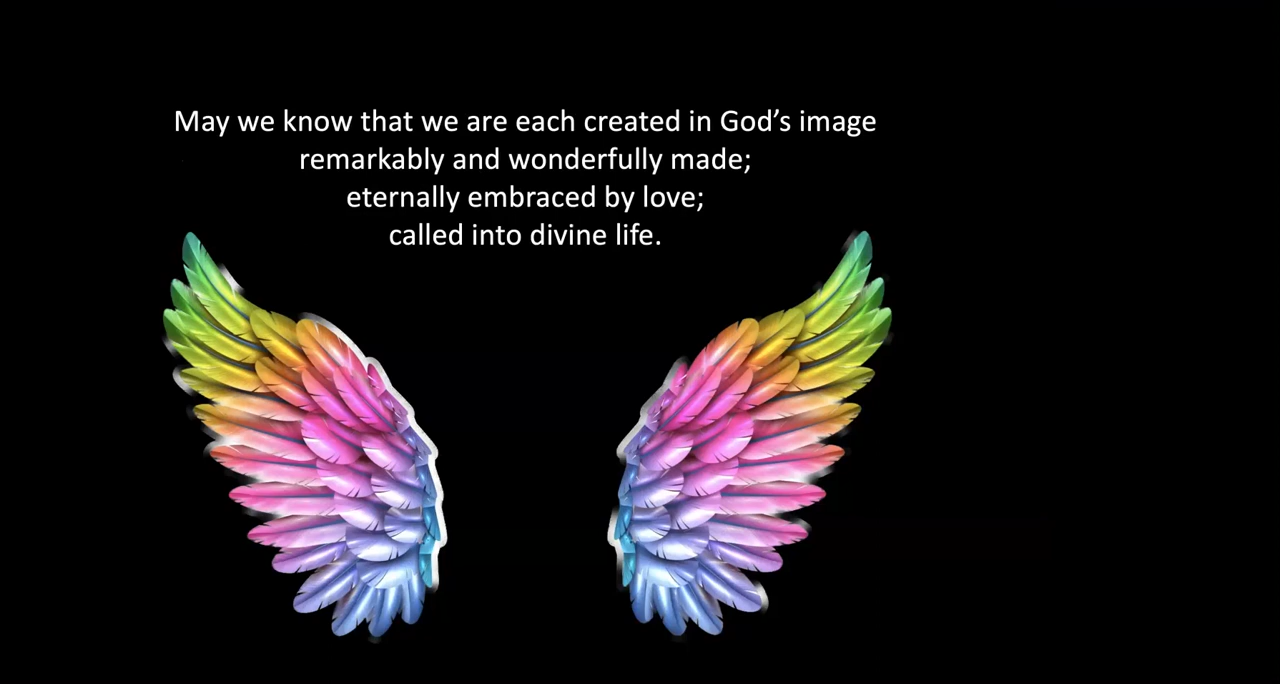 May we know that we are each created in God’s image
remarkably and wonderfully made;
eternally embraced by love;
called into divine life.